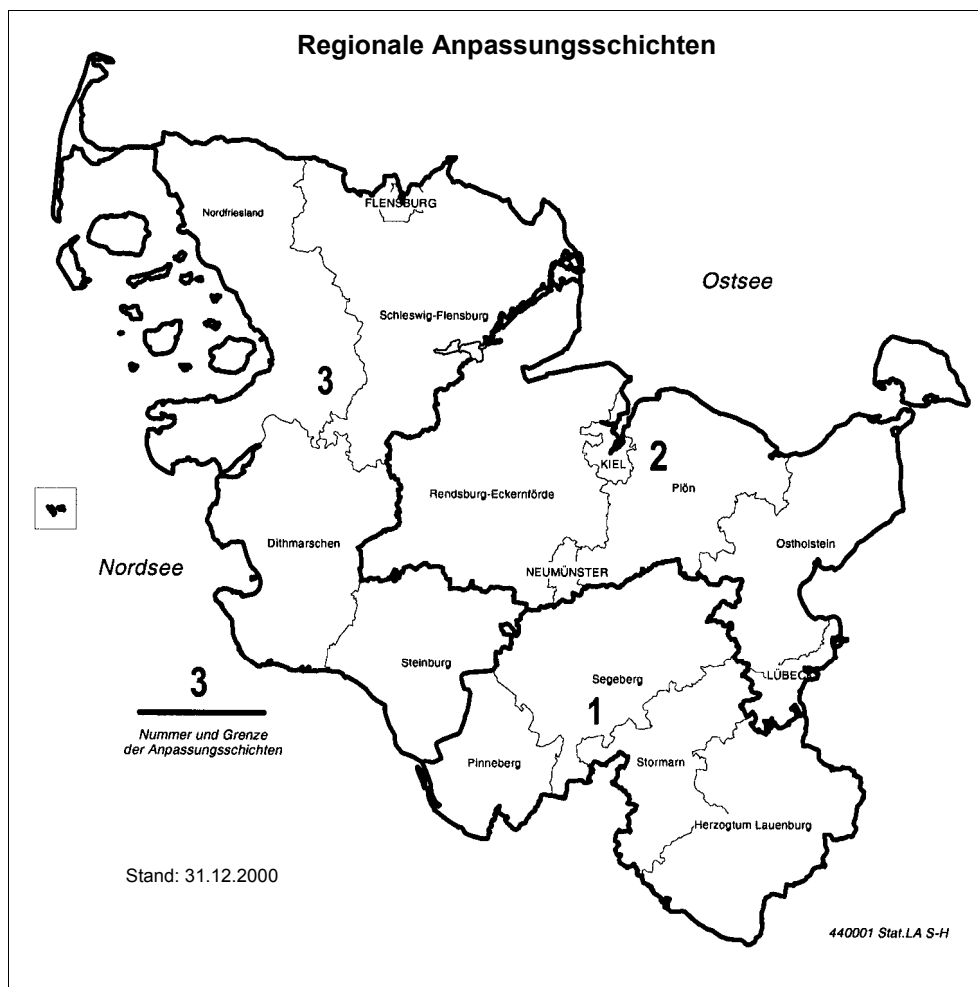 Regionale Anpassungsschichten
FLENSBURG
Nordfriesland
Ostsee
Schleswig-Flensburg
3
2
KIEL
Plön
Rendsburg-Eckernförde
Ostholstein
Dithmarschen
Nordsee
NEUMÜNSTER
Steinburg
LÜBECK
Segeberg
3
1
Nummer und Grenze
der Anpassungsschichten
Pinneberg
Stormarn
Herzogtum Lauenburg
Stand: 31.12.2000
440001 Stat.LA S-H